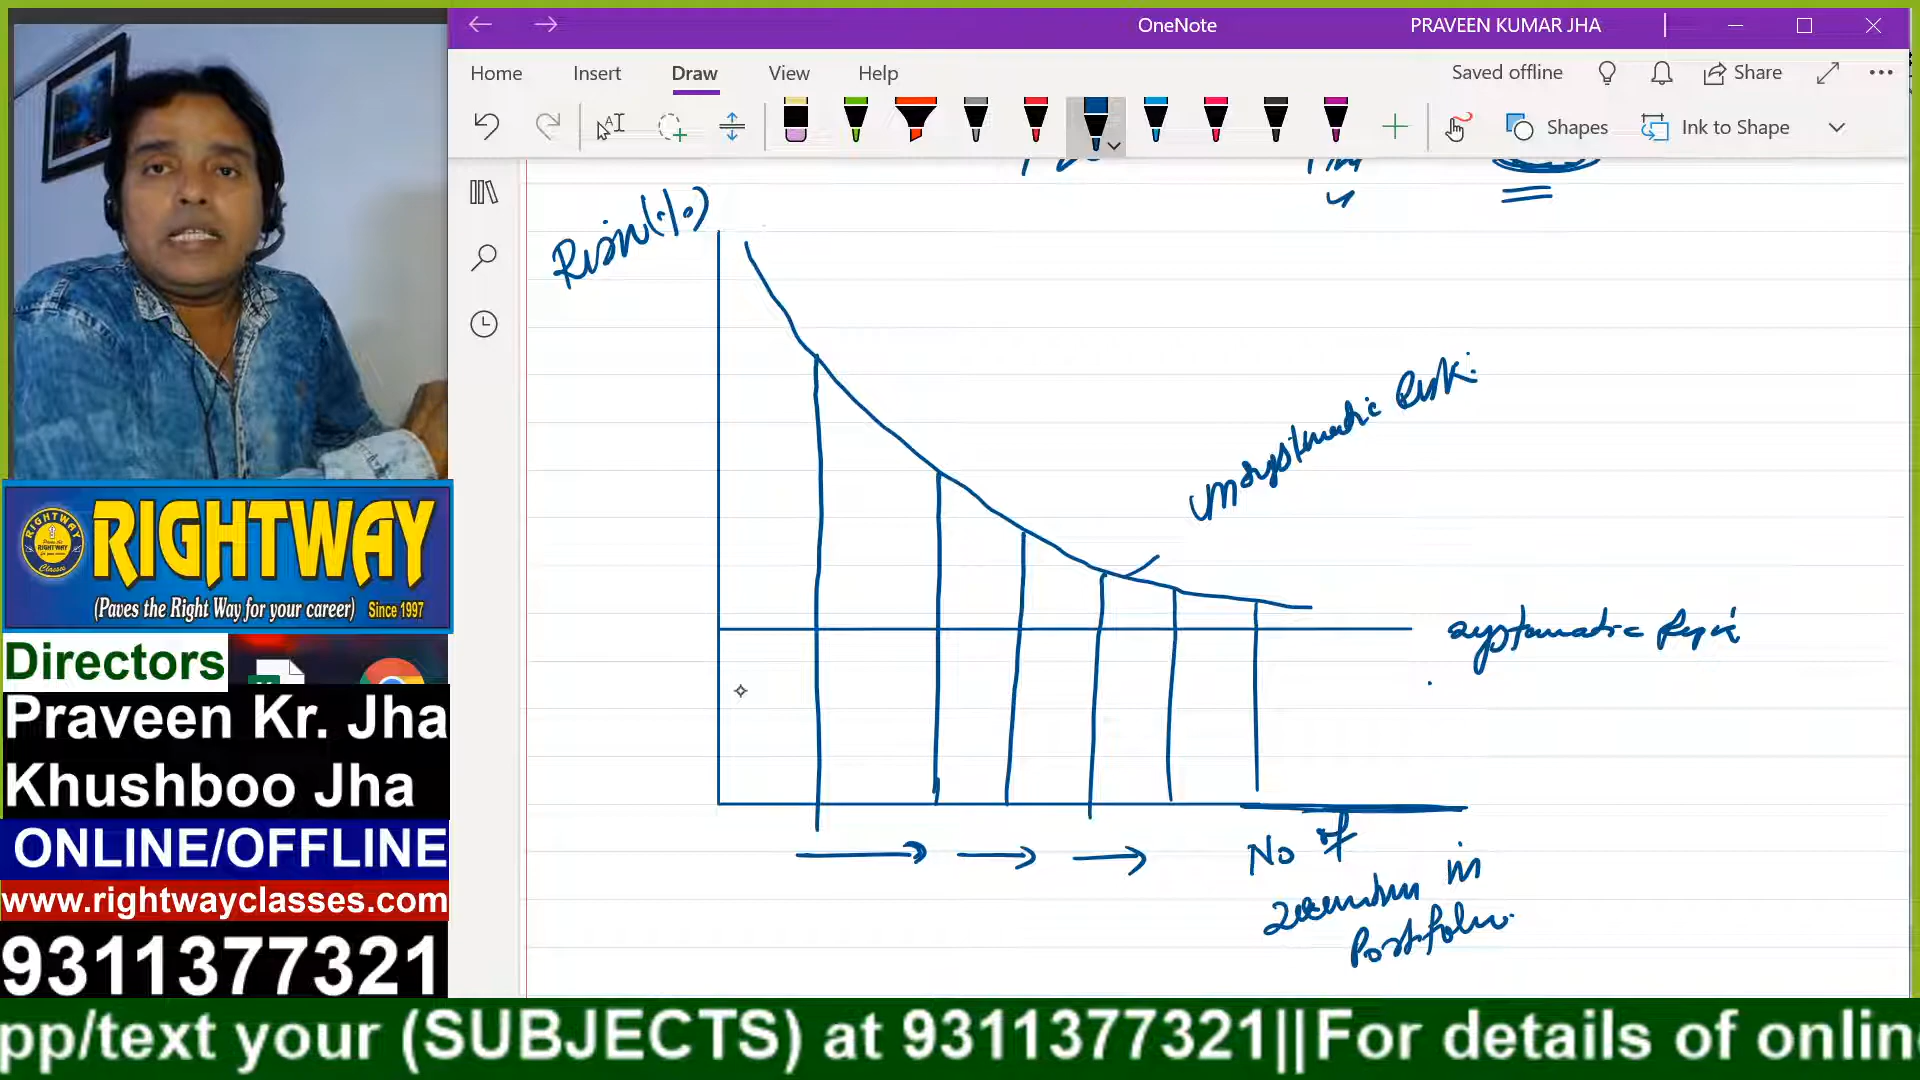 OneNote
PRAVEEN KUMAR JHA
Home
Insert
Draw
View
Help
Saved offline
Share
Shapes
Ink to Shape
Risk (%)
unsystematic Risk.
systematic Risk
No of
securities in
Portfolio.
RIGHTWAY
Classes
RIGHTWAY
(Paves the Right Way for your career) Since 1997
Directors
Praveen Kr. Jha
Khushboo Jha
ONLINE/OFFLINE
www.rightwayclasses.com
9311377321
pp/text your (SUBJECTS) at 9311377321||For details of onlin